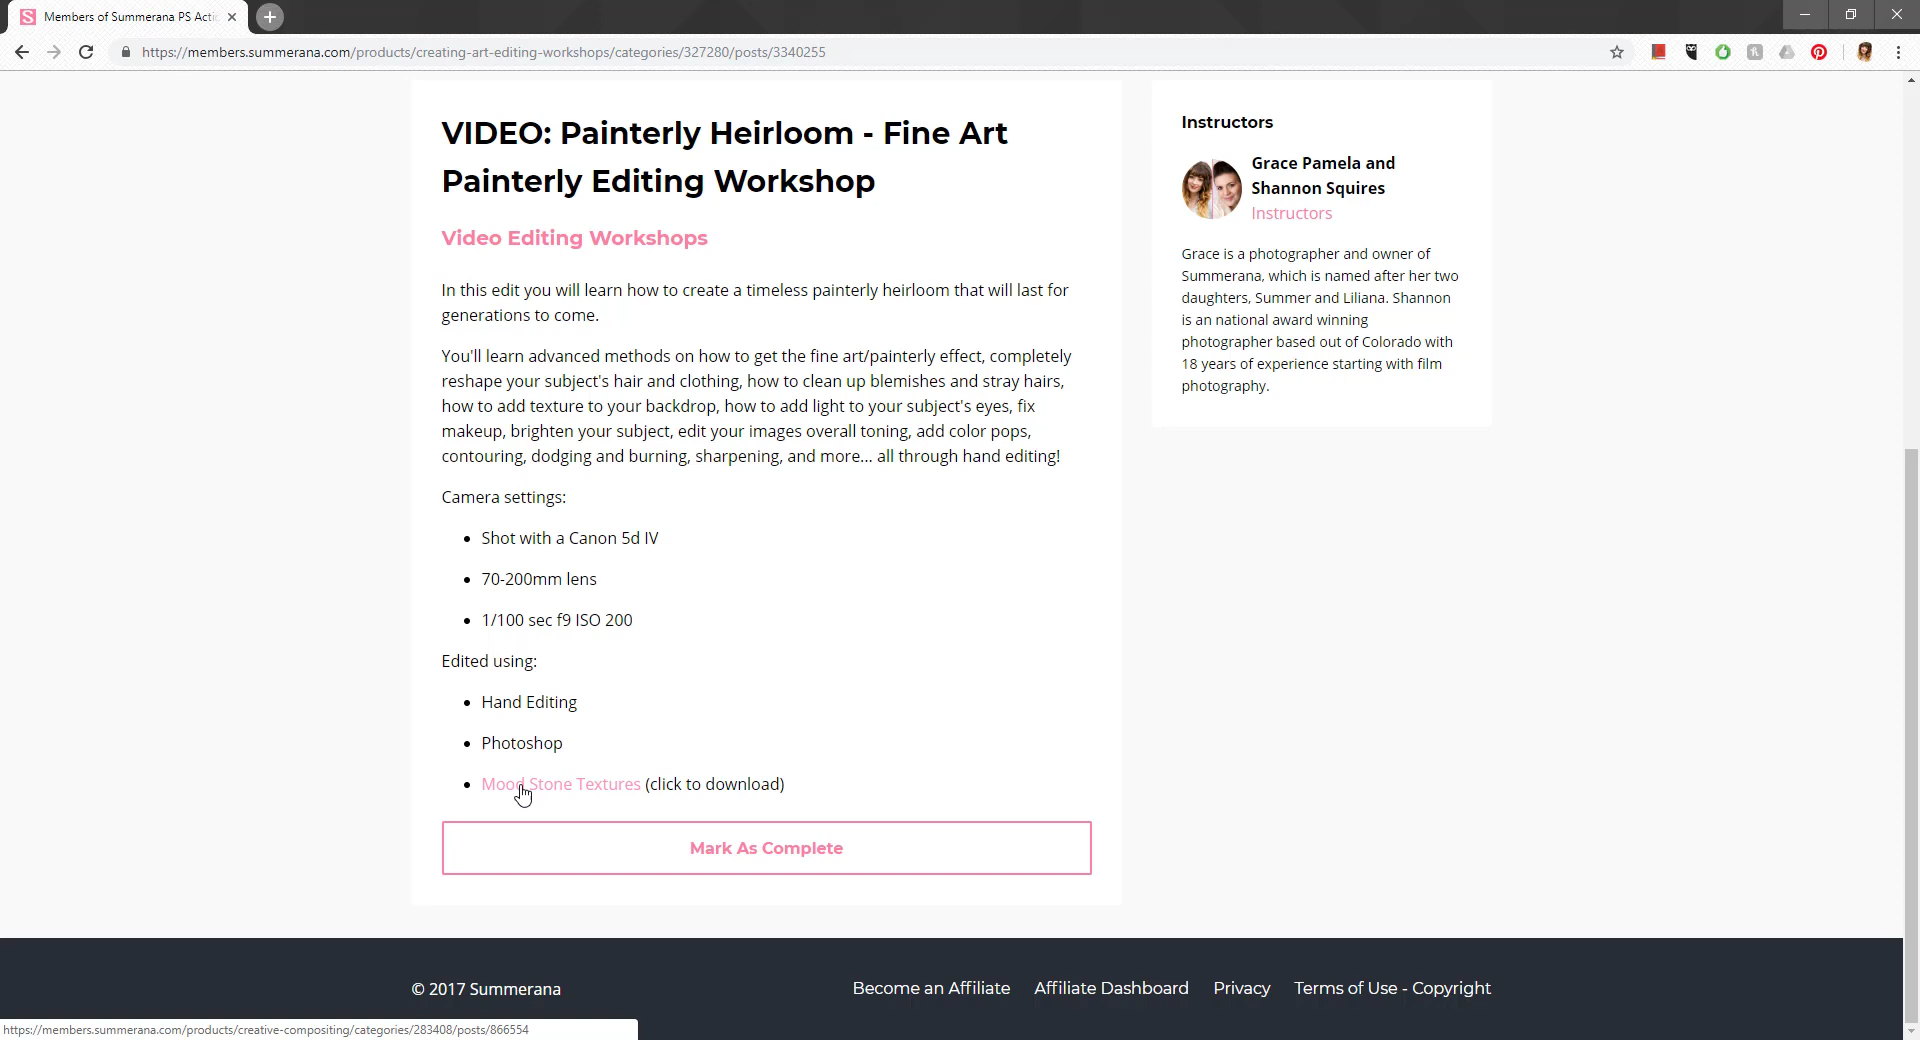 Members of Summerana PS Actio
https://members.summerana.com/products/creating-art-editing-workshops/categories/327280/posts/3340255
VIDEO: Painterly Heirloom - Fine Art
Painterly Editing Workshop
Video Editing Workshops
In this edit you will learn how to create a timeless painterly heirloom that will last for
generations to come.
You'll learn advanced methods on how to get the fine art/painterly effect, completely
reshape your subject's hair and clothing, how to clean up blemishes and stray hairs,
how to add texture to your backdrop, how to add light to your subject's eyes, fix
makeup, brighten your subject, edit your images overall toning, add color pops,
contouring, dodging and burning, sharpening, and more... all through hand editing!
Camera settings:
Shot with a Canon 5d IV
70-200mm lens
1/100 sec f9 ISO 200
Edited using:
Hand Editing
Photoshop
Mood Stone Textures (click to download)
Mark As Complete
Instructors
Grace Pamela and
Shannon Squires
Instructors
Grace is a photographer and owner of
Summerana, which is named after her two
daughters, Summer and Liliana. Shannon
is an national award winning
photographer based out of Colorado with
18 years of experience starting with film
photography.
© 2017 Summerana
Become an Affiliate
Affiliate Dashboard
Privacy
Terms of Use - Copyright
https://members.summerana.com/products/creative-compositing/categories/283408/posts/866554